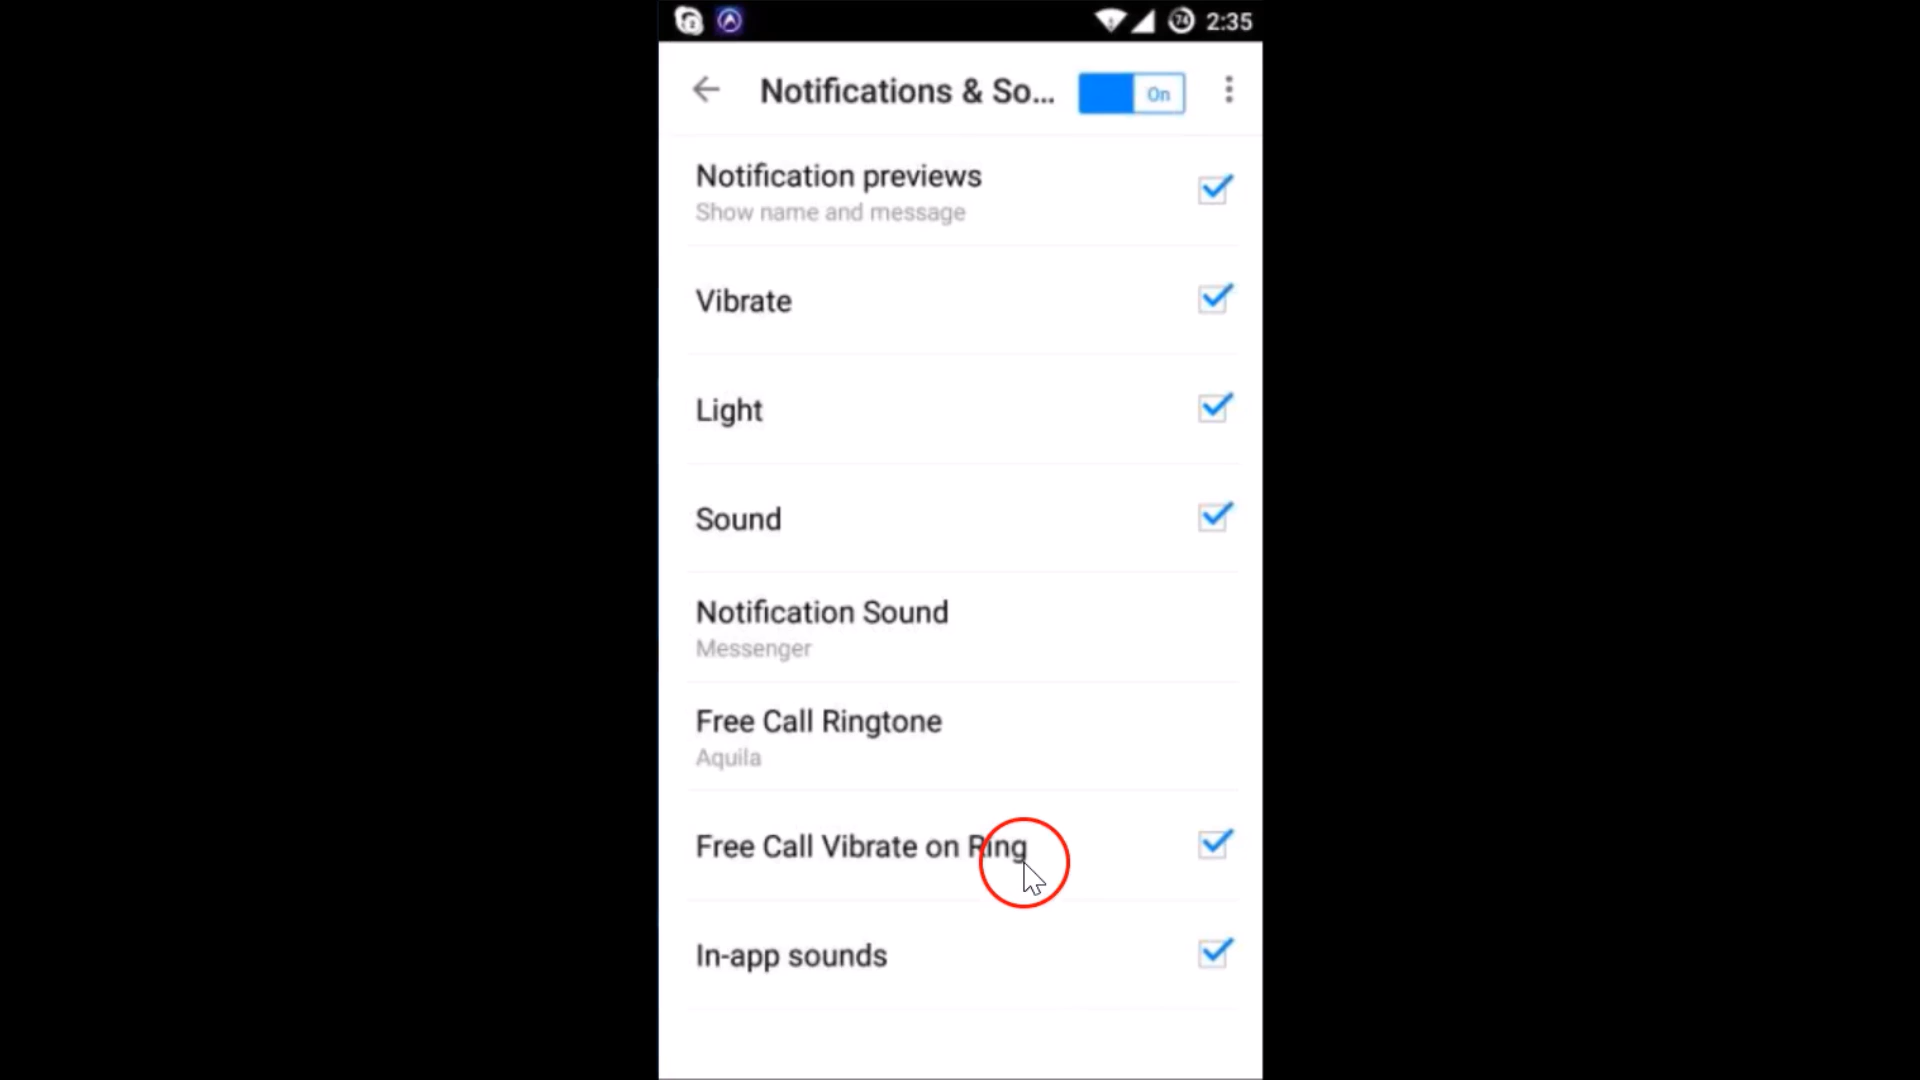 74 2:35
Notifications & So... On
Notification previews
Show name and message
Vibrate
Light
Sound
Notification Sound
Messenger
Free Call Ringtone
Aquila
Free Call Vibrate on Ring
In-app sounds